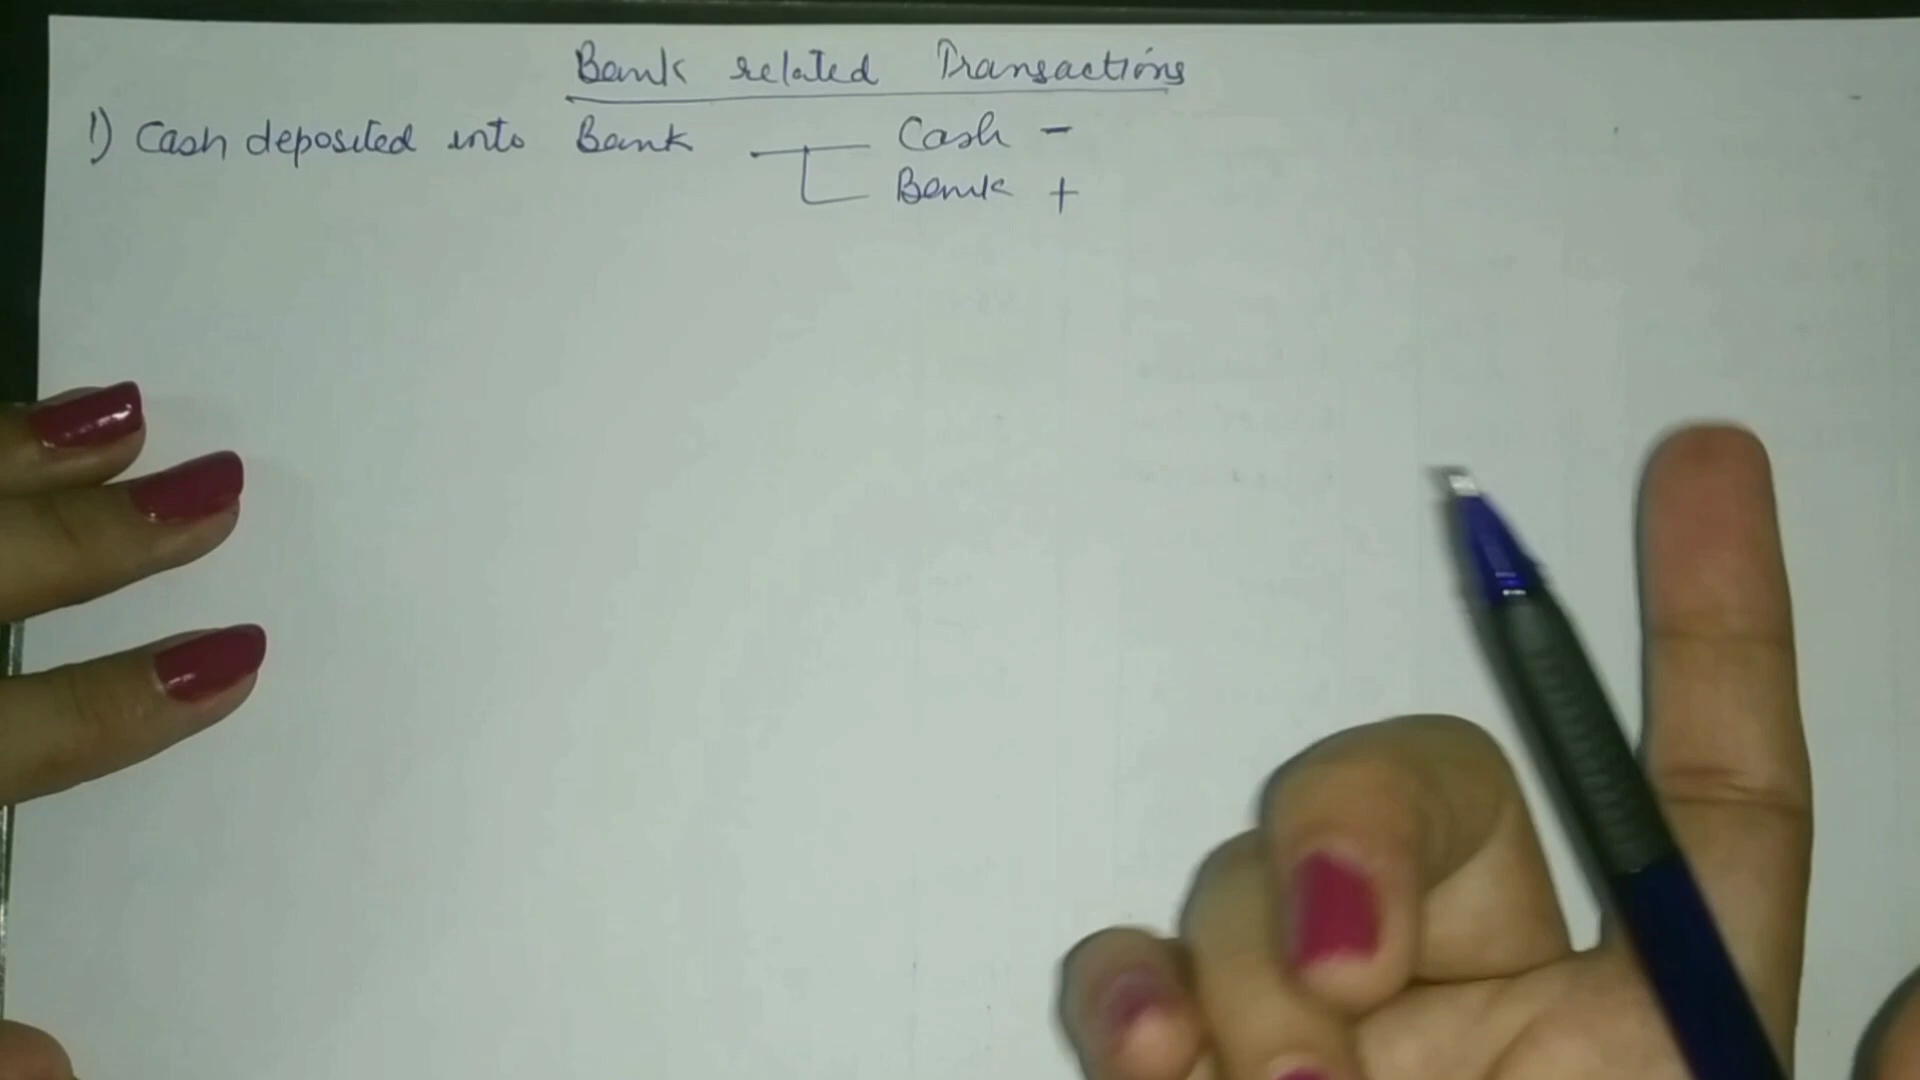 Bank related Transactions
1) Cash deposited into Bank Cash -
Bank +